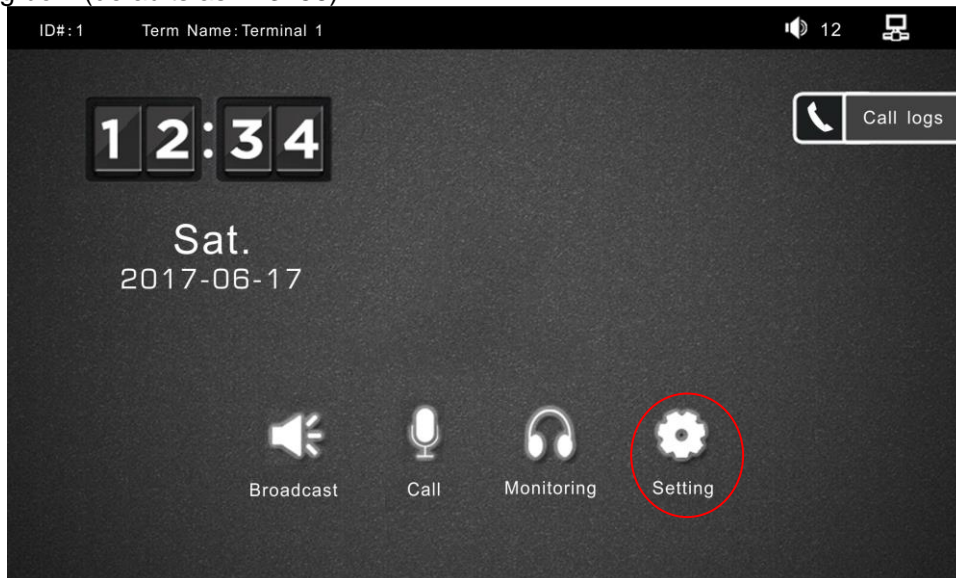 ID#:1 Term Name:Terminal 1 12
Call logs
12:34
Sat.
2017-06-17
Broadcast Call Monitoring Setting